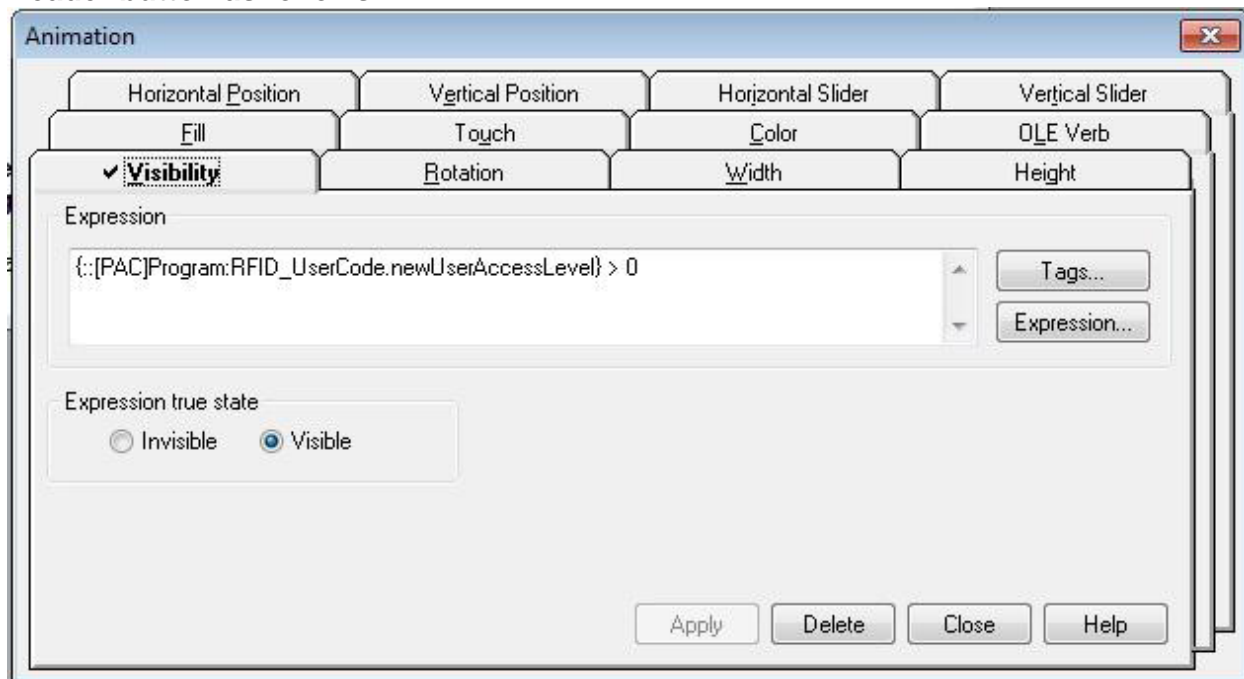 Animation
Horizontal Position Vertical Position Horizontal Slider Vertical Slider
Fill Touch Color OLE Verb
Visibility Rotation Width Height
Expression
{::[PAC]Program:RFID_UserCode.newUserAccessLevel} > 0
Tags...
Expression...
Expression true state
Invisible Visible
Apply Delete Close Help